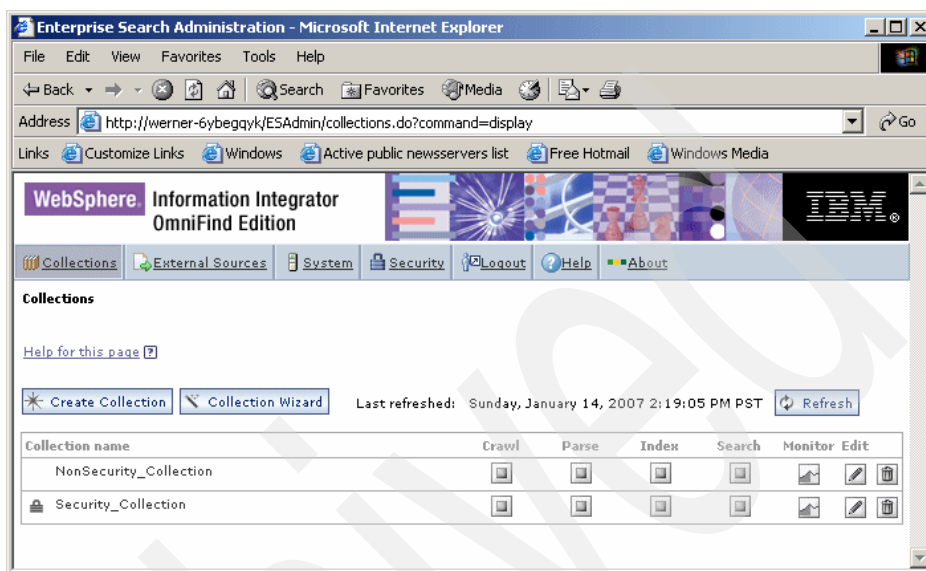 Enterprise Search Administration - Microsoft Internet Explorer
File Edit View Favorites Tools Help
Back Search Favorites Media
Address http://werner-6ybegqyk/ESAdmin/collections.do?command=display Go
Links Customize Links Windows Active public newsservers list Free Hotmail Windows Media
WebSphere. Information Integrator
OmniFind Edition
IBM®
Collections External Sources System Security Logout Help About
Collections
Help for this page ?
Create Collection Collection Wizard Last refreshed: Sunday, January 14, 2007 2:19:05 PM PST Refresh
Collection name Crawl Parse Index Search Monitor Edit
NonSecurity_Collection
Security_Collection